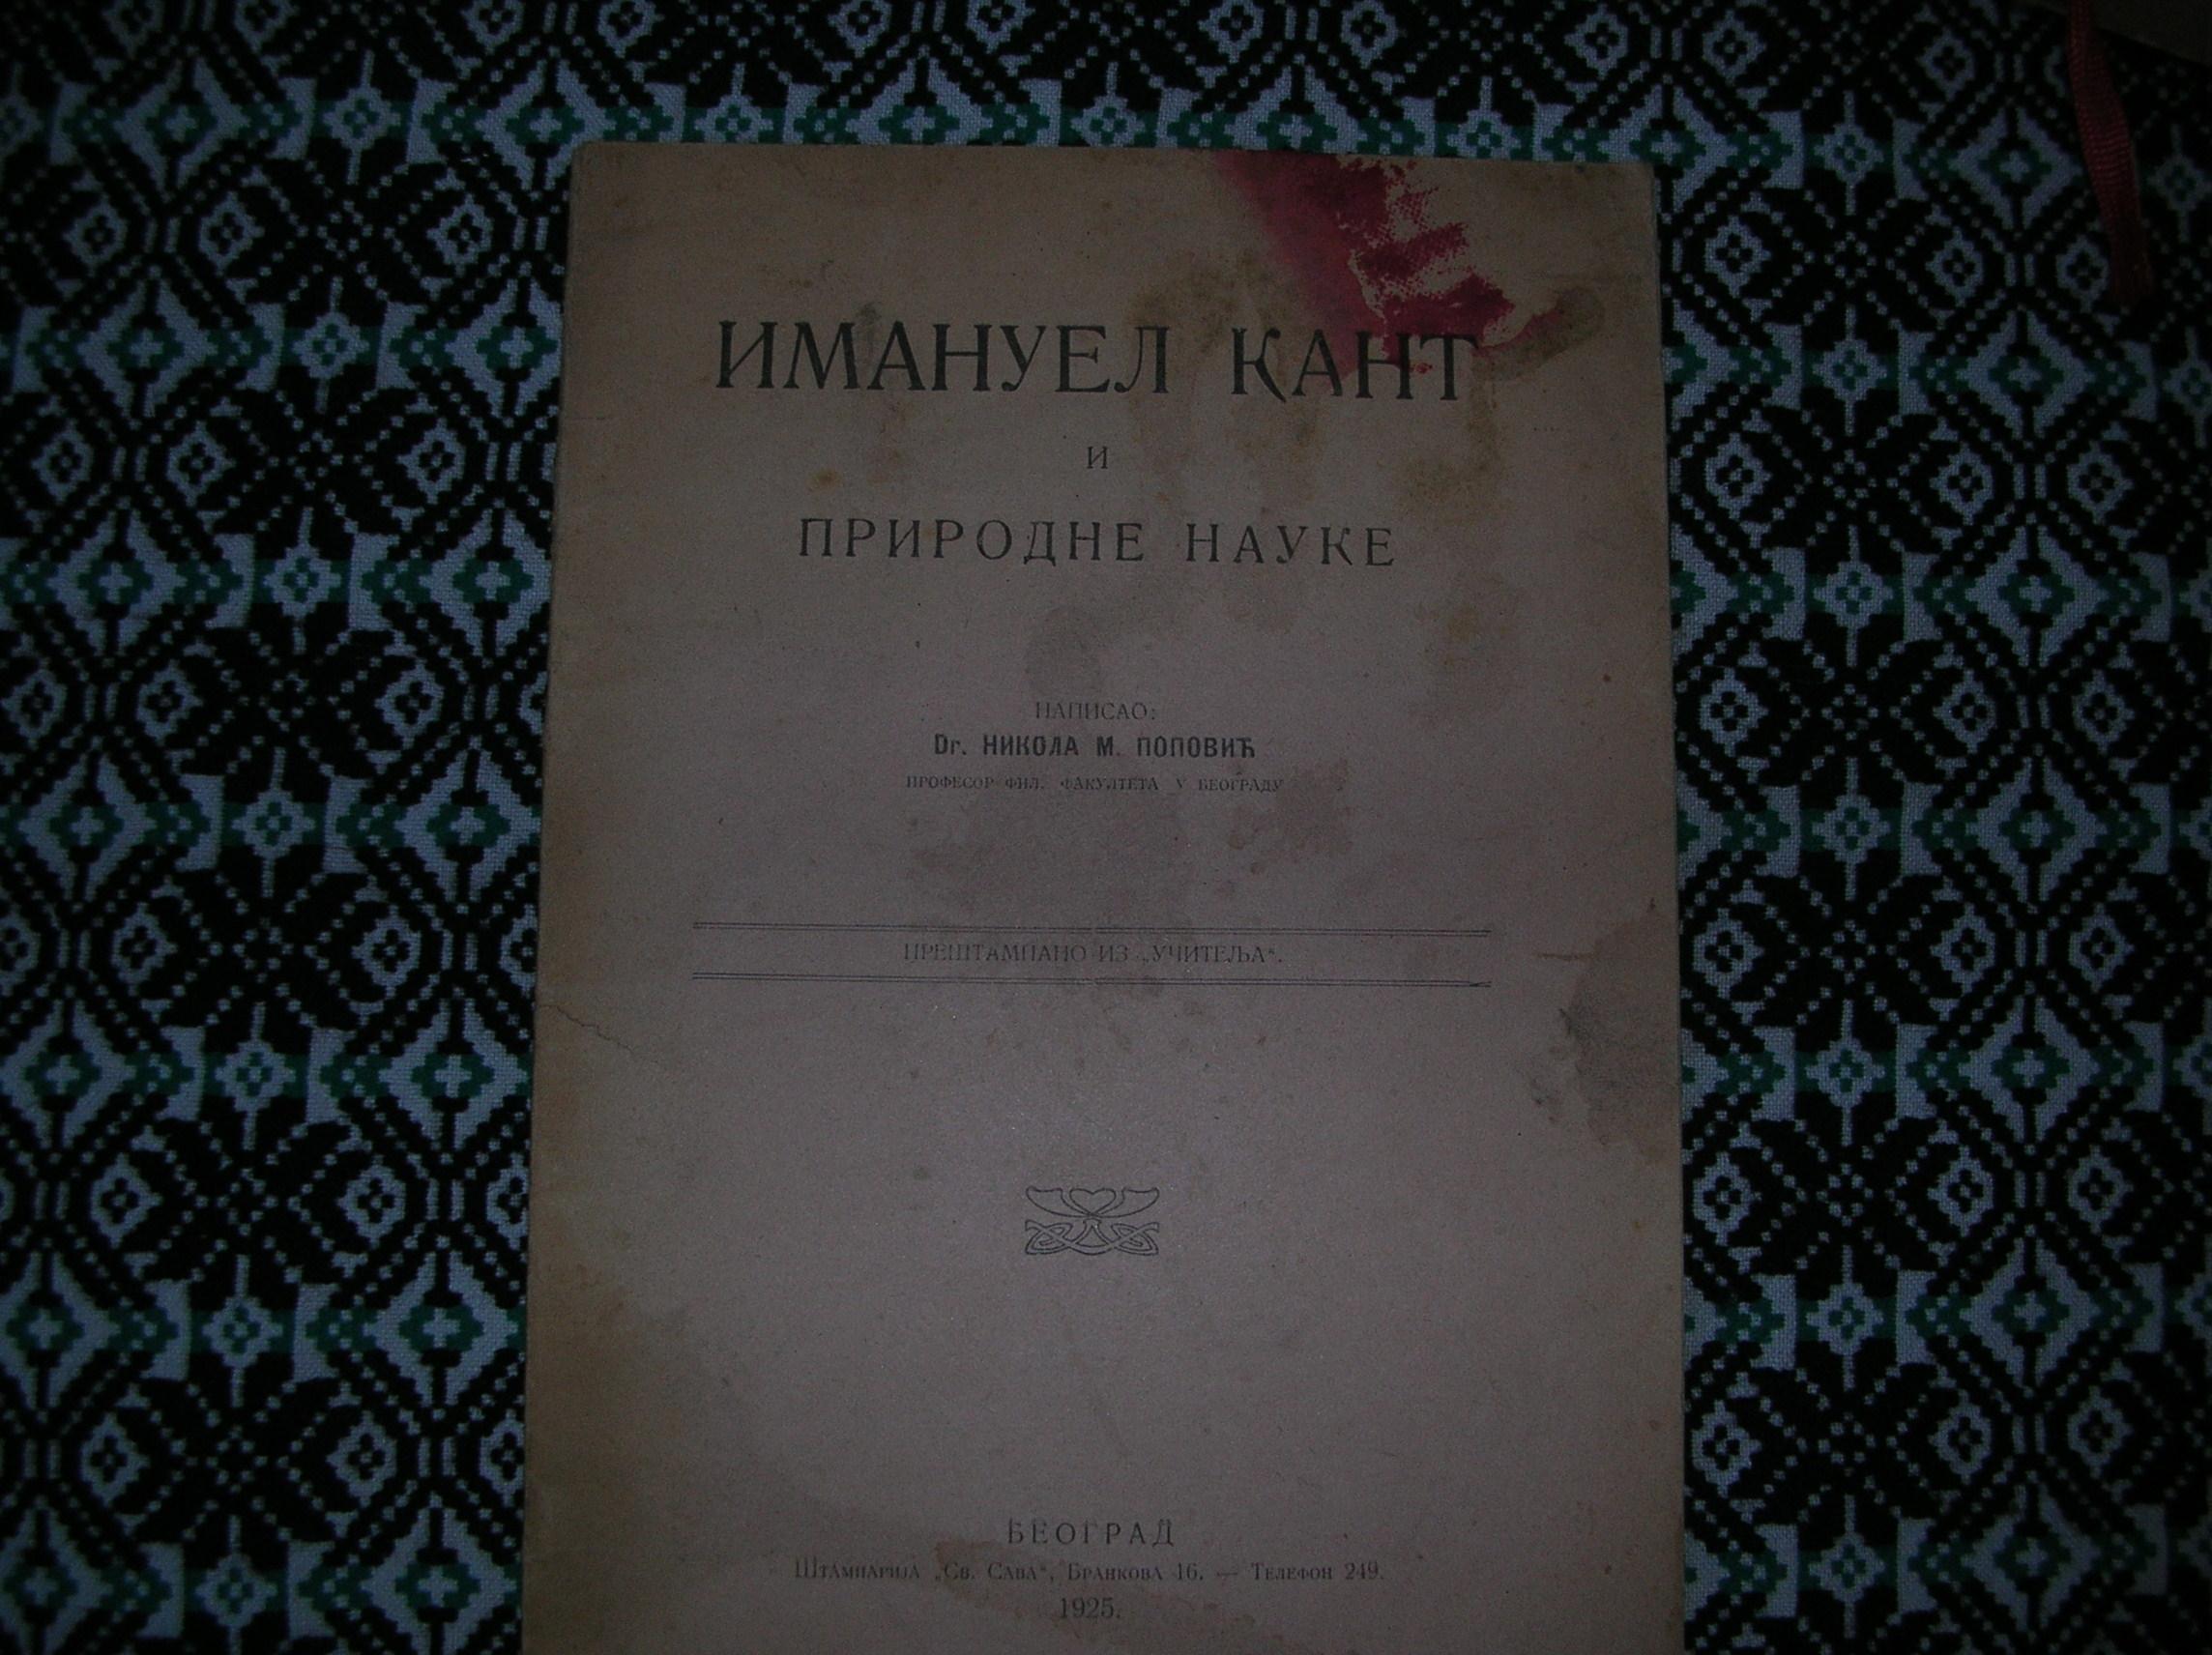 ИМАНУЕЛ КАНТ
И
ПРИРОДНЕ НАУКЕ
НАПИСАО:
Dr. НИКОЛА М. ПОПОВИЋ
ПРОФЕСОР ФИЛ. ФАКУЛТЕТА У БЕОГРАДУ
ПРЕШТАМПАНО ИЗ „УЧИТЕЉА“.
БЕОГРАД
Штампарија „Св. Сава“, Бранкова 16. — Телефон 249.
1925.